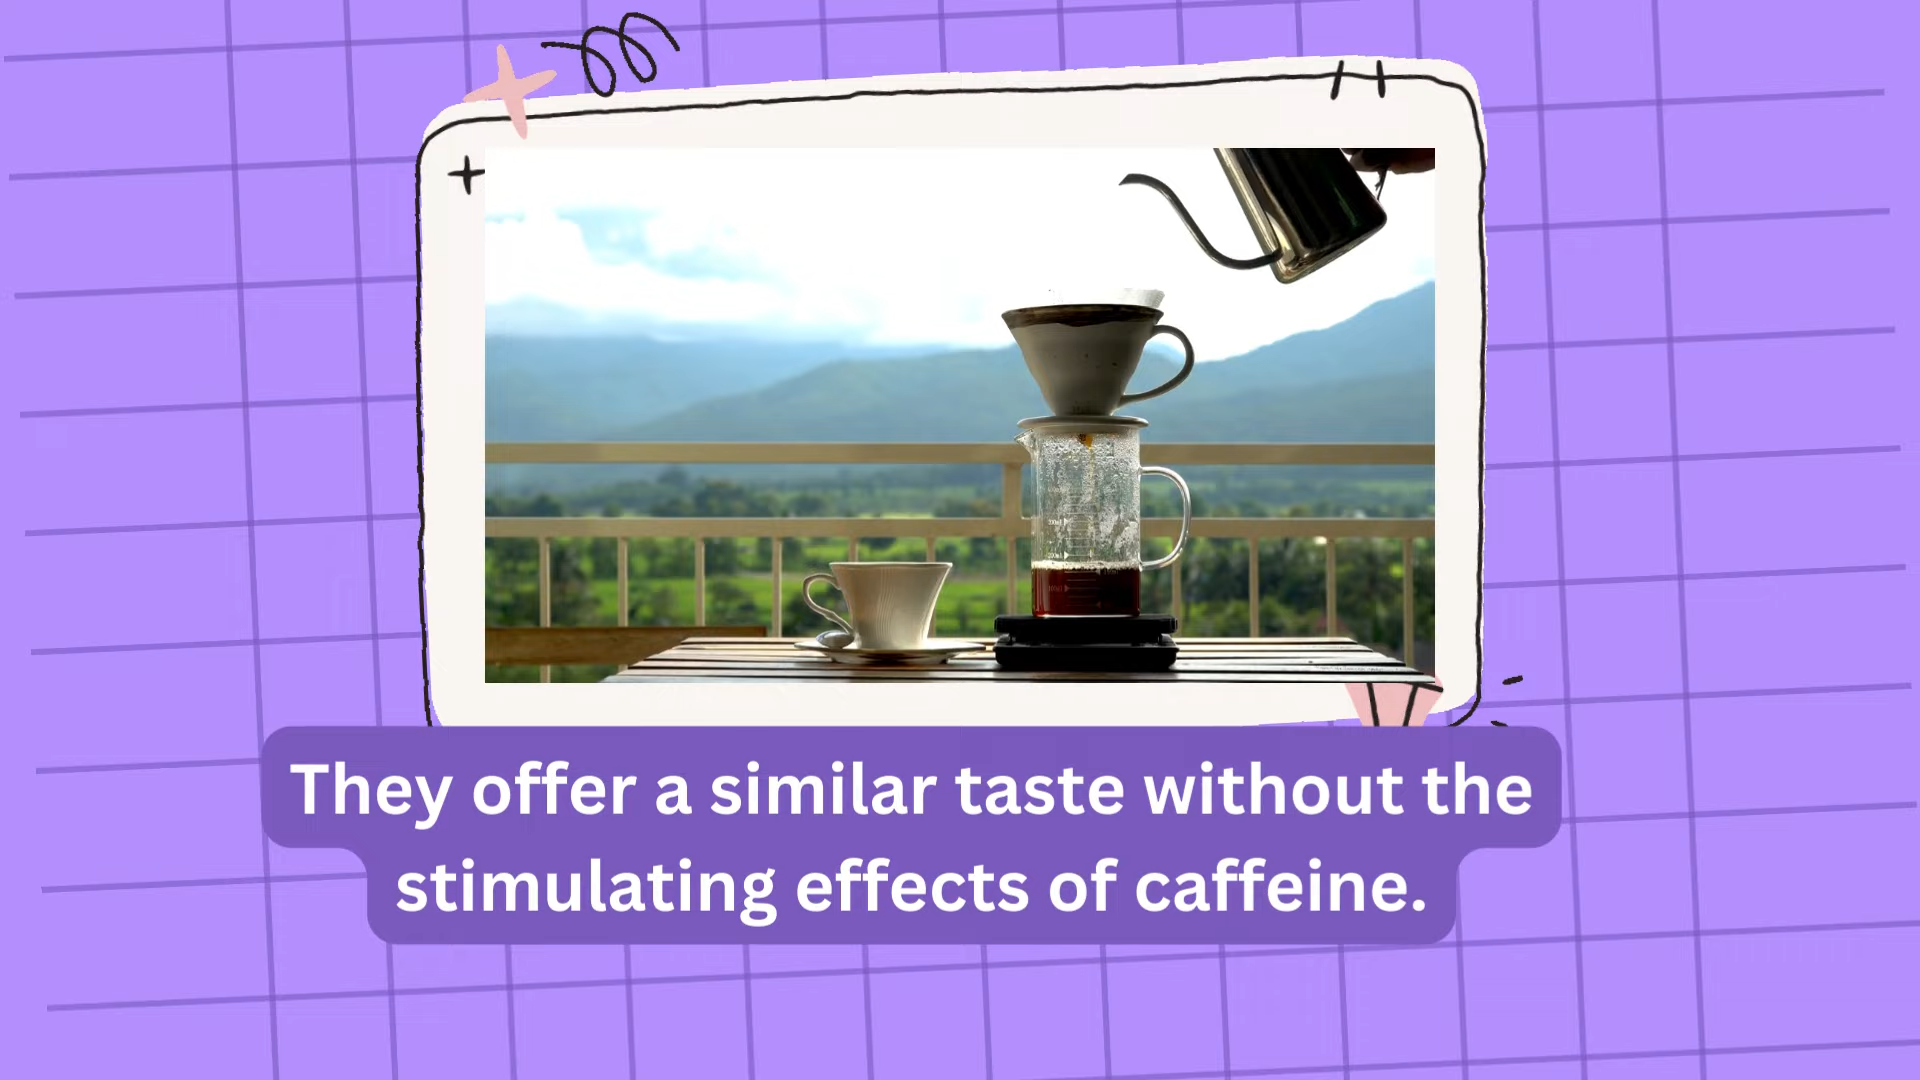 They offer a similar taste without the
stimulating effects of caffeine.